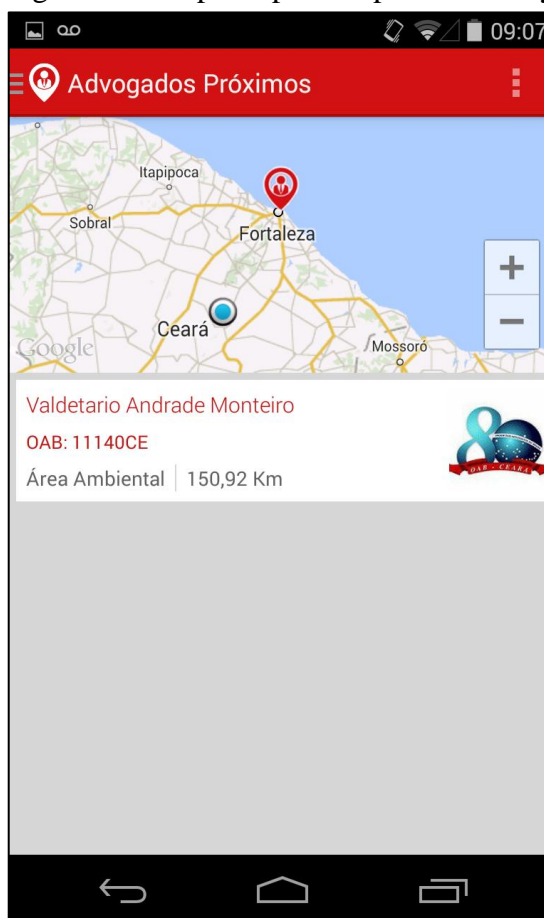 09:07
Advogados Próximos
Itapipoca
Sobral
Fortaleza
Ceará
Mossoró
Google
+
−
Valdetario Andrade Monteiro
OAB: 11140CE
Área Ambiental | 150,92 Km
80
OAB - CEARÁ